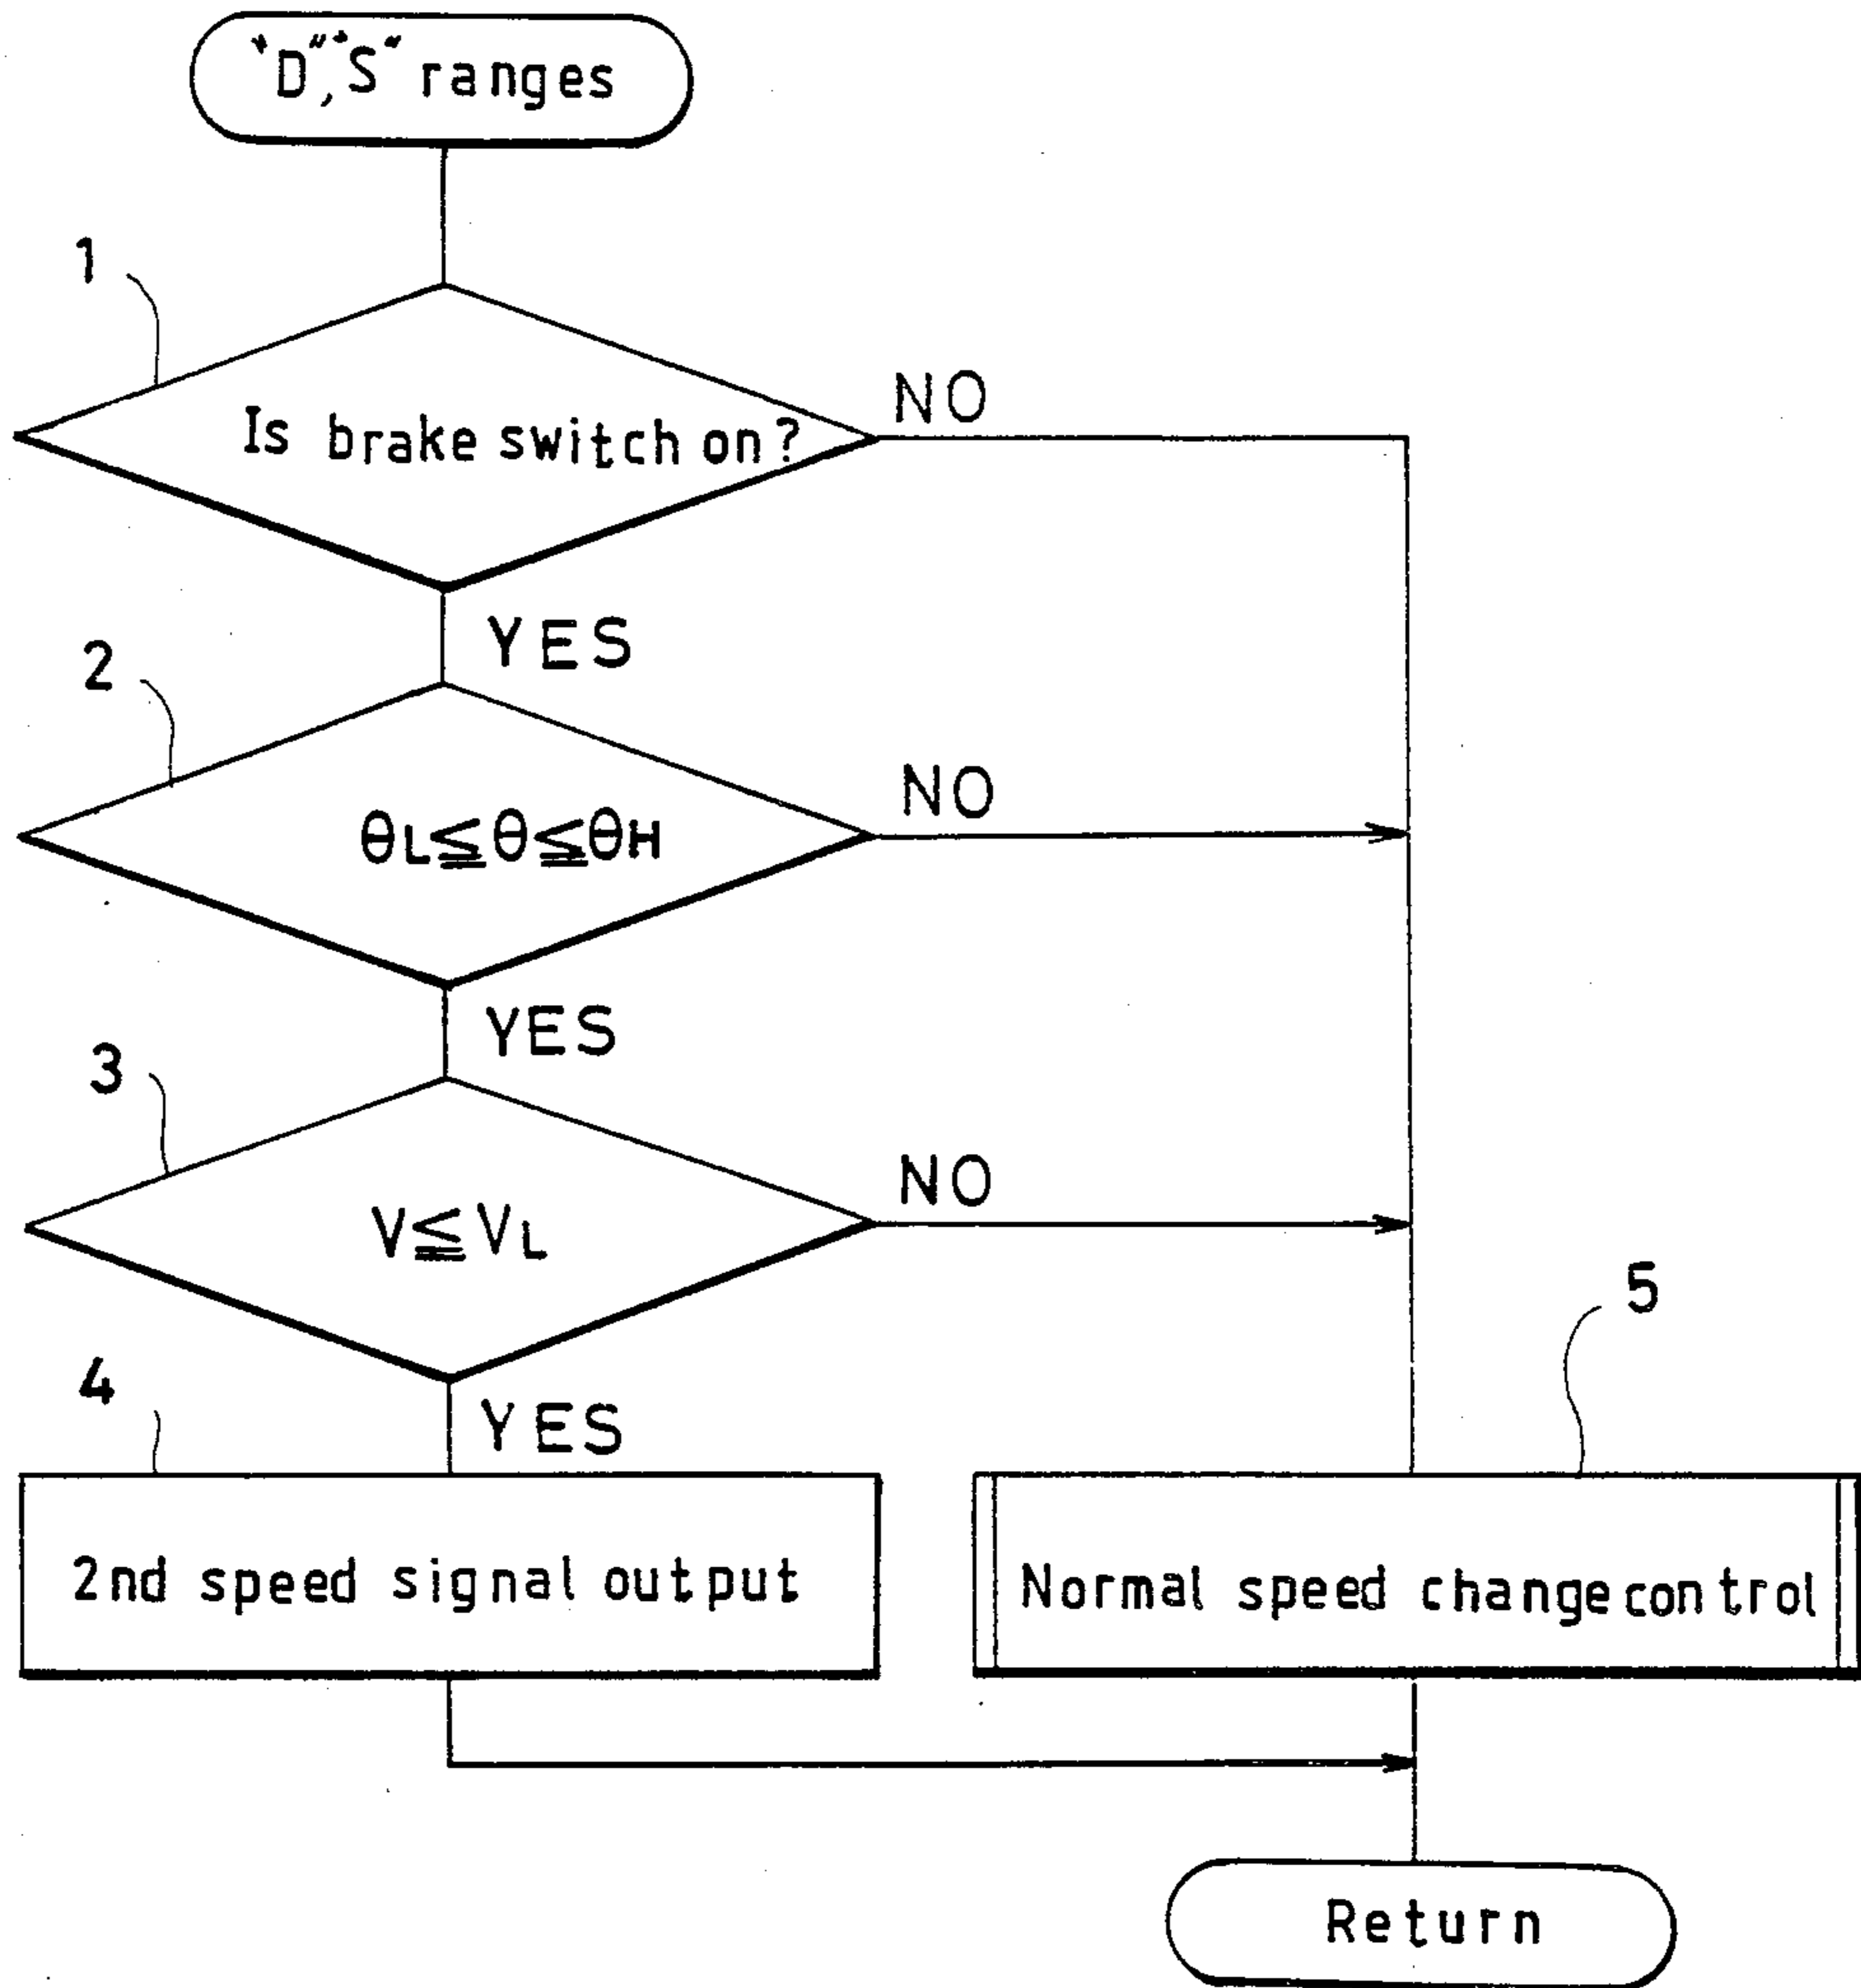 "D","S" ranges
1
Is brake switch on?
NO
YES
2
θL≦θ≦θH
NO
YES
3
V≦VL
NO
YES
4
2nd speed signal output
5
Normal speed change control
Return